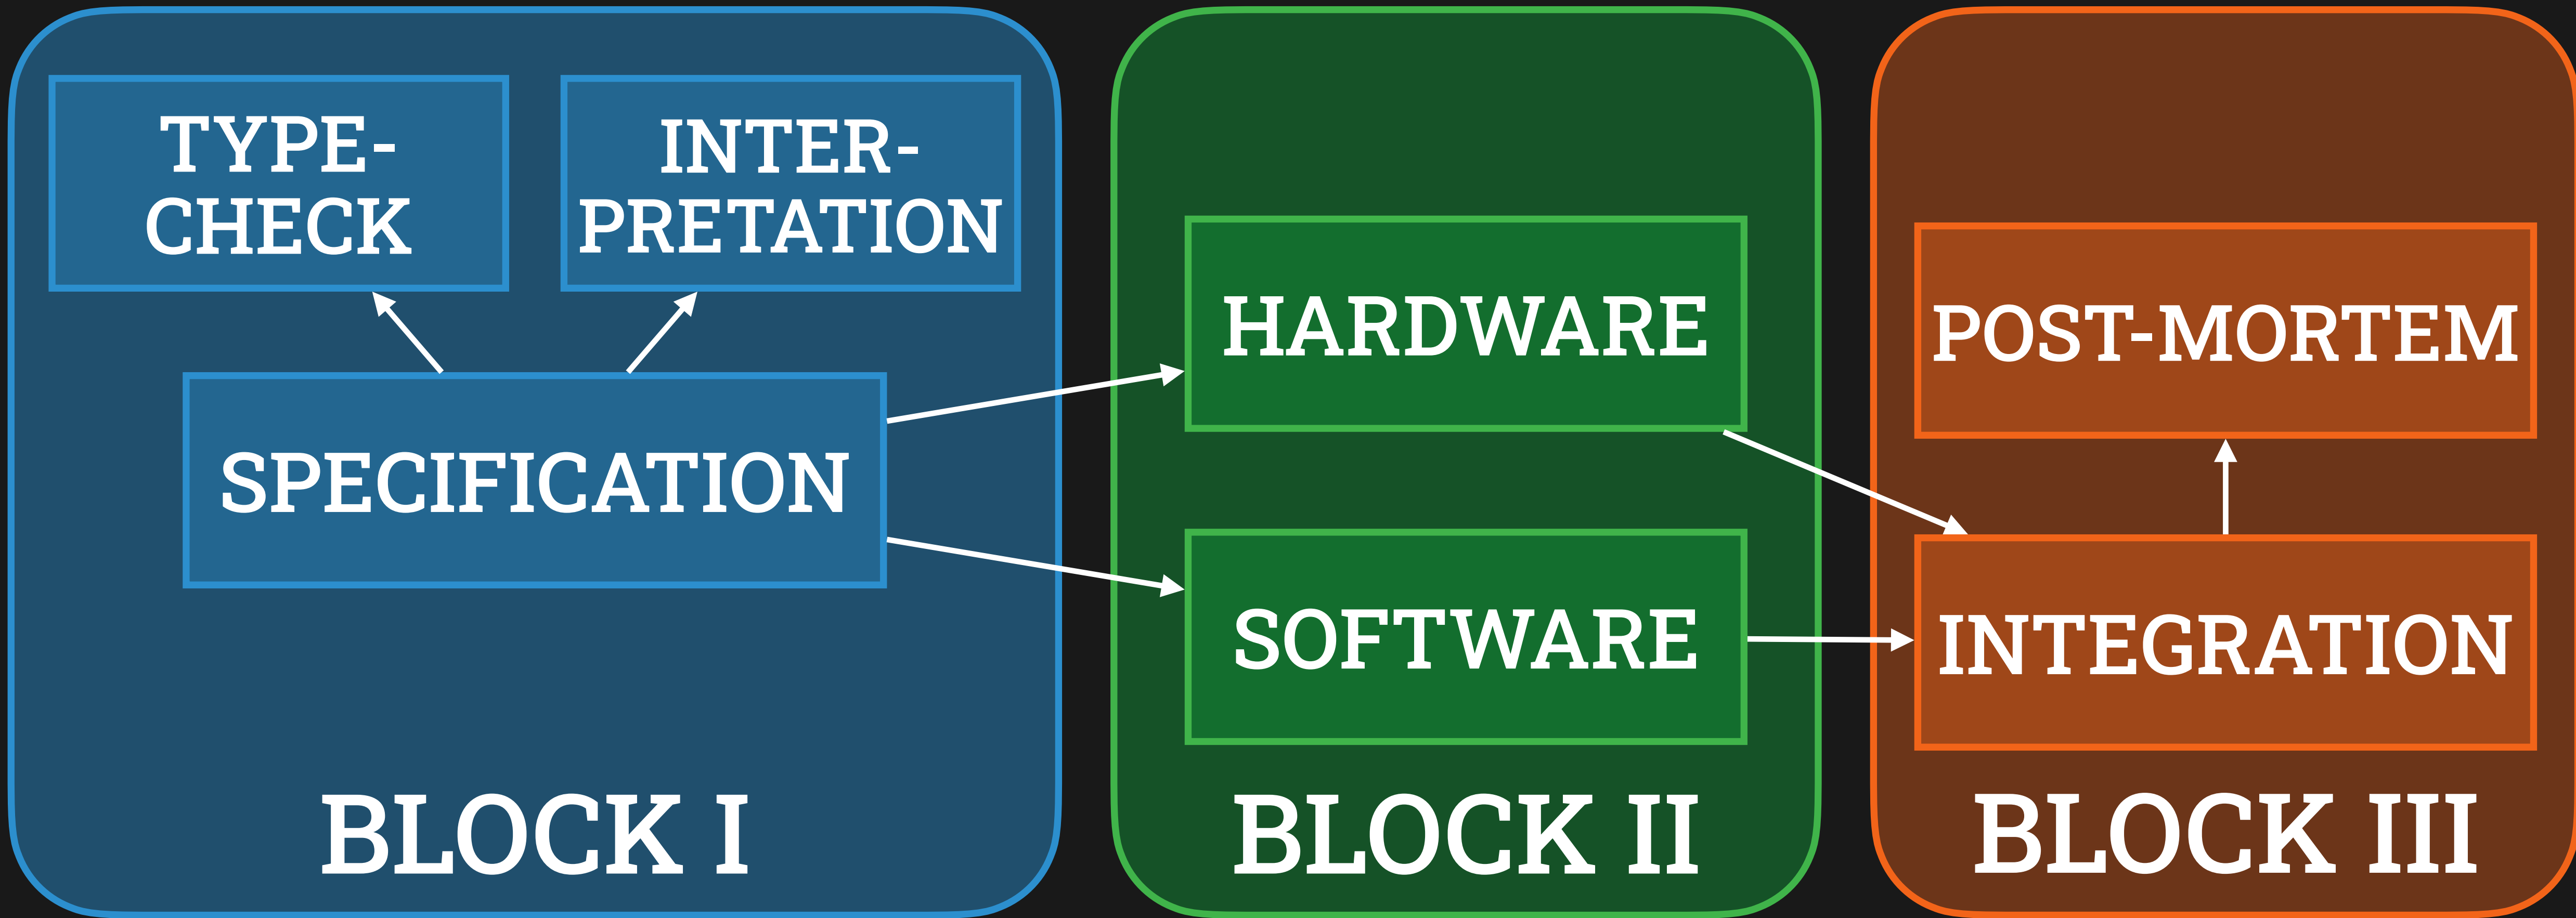 TYPE-
CHECK
INTER-
PRETATION
SPECIFICATION
BLOCK I
HARDWARE
SOFTWARE
BLOCK II
POST-MORTEM
INTEGRATION
BLOCK III